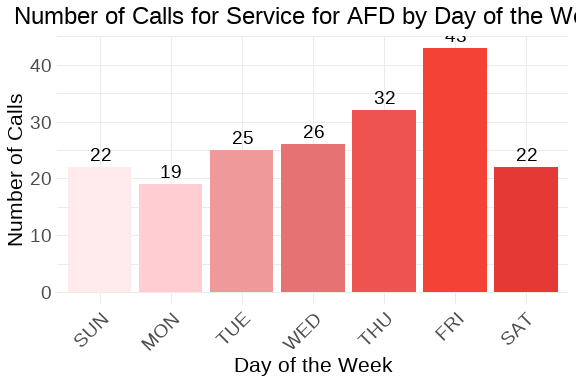 Number of Calls for Service for AFD by Day of the We
Number of Calls
40
30
20
10
0
22
19
25
26
32
43
22
SUN
MON
TUE
WED
THU
FRI
SAT
Day of the Week